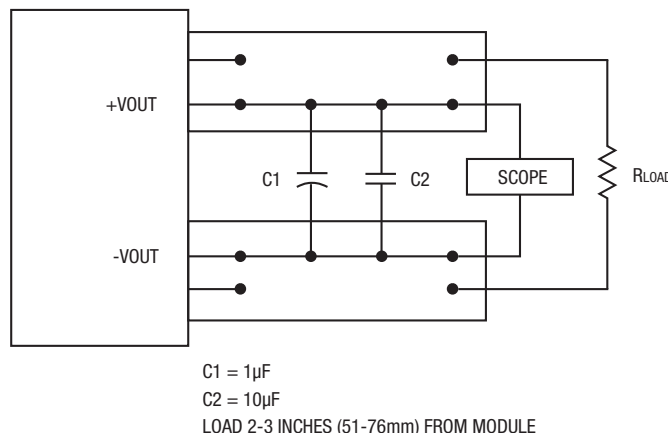 +VOUT
C1
C2
SCOPE
RLOAD
-VOUT
C1 = 1µF
C2 = 10µF
LOAD 2-3 INCHES (51-76mm) FROM MODULE